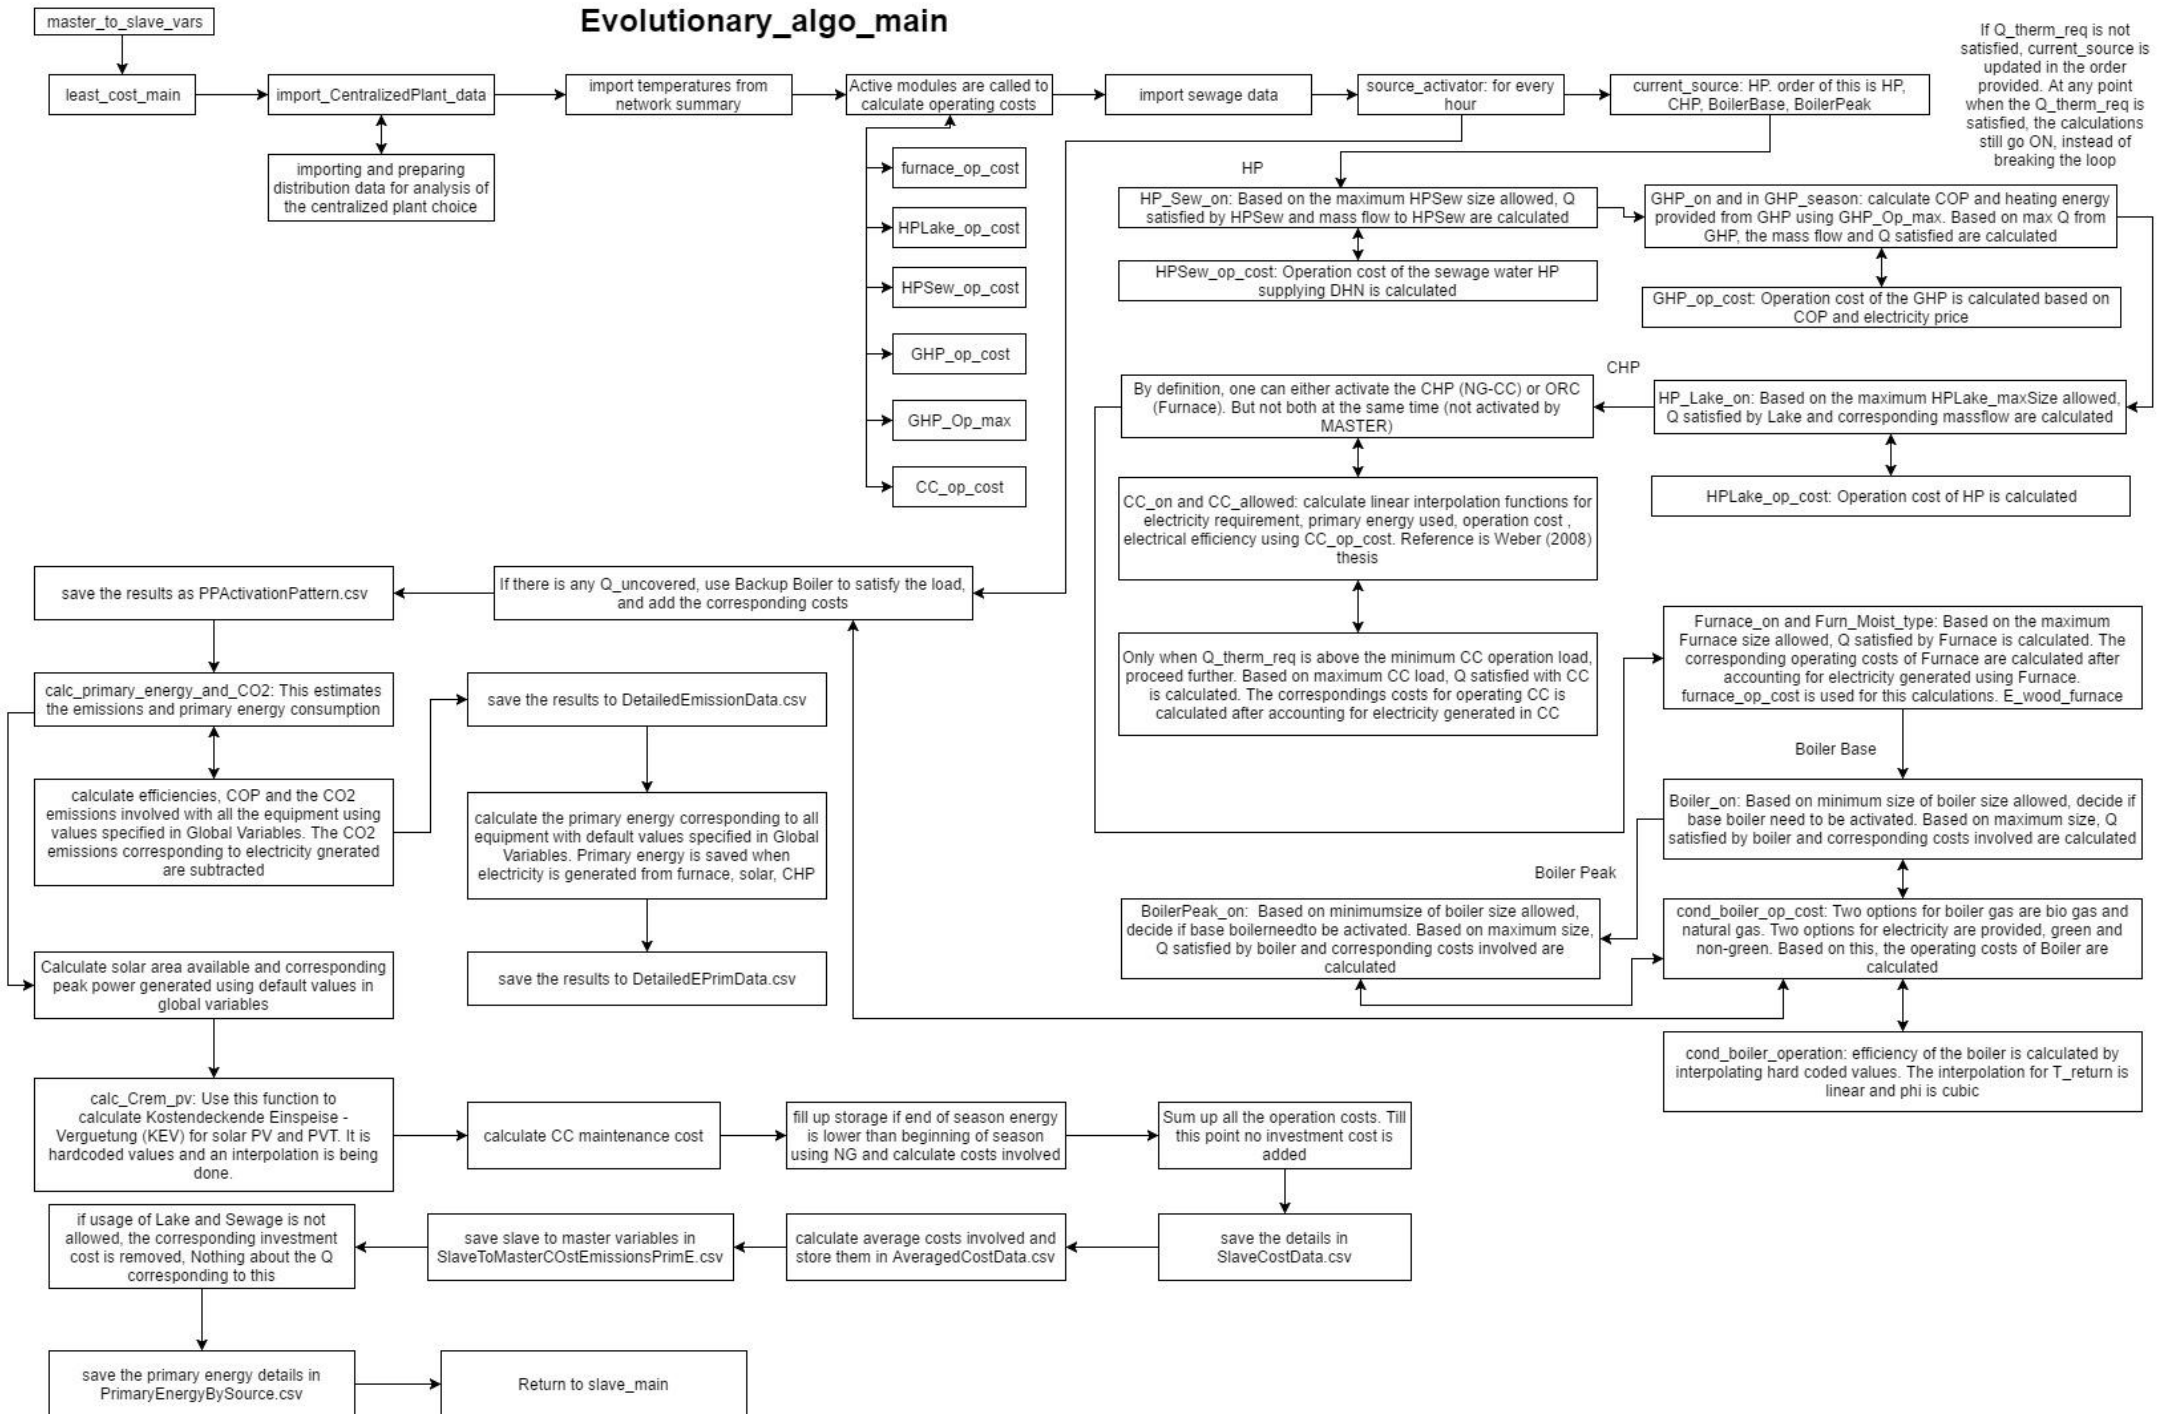 Evolutionary_algo_main
master_to_slave_vars
least_cost_main
import_CentralizedPlant_data
importing and preparing
distribution data for analysis of
the centralized plant choice
import temperatures from
network summary
Active modules are called to
calculate operating costs
furnace_op_cost
HPLake_op_cost
HPSew_op_cost
GHP_op_cost
GHP_Op_max
CC_op_cost
import sewage data
source_activator: for every
hour
current_source: HP. order of this is HP,
CHP, BoilerBase, BoilerPeak
If Q_therm_req is not
satisfied, current_source is
updated in the order
provided. At any point
when the Q_therm_req is
satisfied, the calculations
still go ON, instead of
breaking the loop
HP
HP_Sew_on: Based on the maximum HPSew size allowed, Q
satisfied by HPSew and mass flow to HPSew are calculated
HPSew_op_cost: Operation cost of the sewage water HP
supplying DHN is calculated
GHP_on and in GHP_season: calculate COP and heating energy
provided from GHP using GHP_Op_max. Based on max Q from
GHP, the mass flow and Q satisfied are calculated
GHP_op_cost: Operation cost of the GHP is calculated based on
COP and electricity price
HP_Lake_on: Based on the maximum HPLake_maxSize allowed,
Q satisfied by Lake and corresponding massflow are calculated
HPLake_op_cost: Operation cost of HP is calculated
CHP
By definition, one can either activate the CHP (NG-CC) or ORC
(Furnace). But not both at the same time (not activated by
MASTER)
CC_on and CC_allowed: calculate linear interpolation functions for
electricity requirement, primary energy used, operation cost ,
electrical efficiency using CC_op_cost. Reference is Weber (2008)
thesis
Only when Q_therm_req is above the minimum CC operation load,
proceed further. Based on maximum CC load, Q satisfied with CC
is calculated. The correspondings costs for operating CC is
calculated after accounting for electricity generated in CC
Furnace_on and Furn_Moist_type: Based on the maximum
Furnace size allowed, Q satisfied by Furnace is calculated. The
corresponding operating costs of Furnace are calculated after
accounting for electricity generated using Furnace.
furnace_op_cost is used for this calculations. E_wood_furnace
Boiler Base
Boiler_on: Based on minimum size of boiler size allowed, decide if
base boiler need to be activated. Based on maximum size, Q
satisfied by boiler and corresponding costs involved are calculated
Boiler Peak
BoilerPeak_on:  Based on minimumsize of boiler size allowed,
decide if base boilerneedto be activated. Based on maximum size,
Q satisfied by boiler and corresponding costs involved are
calculated
cond_boiler_op_cost: Two options for boiler gas are bio gas and
natural gas. Two options for electricity are provided, green and
non-green. Based on this, the operating costs of Boiler are
calculated
cond_boiler_operation: efficiency of the boiler is calculated by
interpolating hard coded values. The interpolation for T_return is
linear and phi is cubic
If there is any Q_uncovered, use Backup Boiler to satisfy the load,
and add the corresponding costs
save the results as PPActivationPattern.csv
calc_primary_energy_and_CO2: This estimates
the emissions and primary energy consumption
calculate efficiencies, COP and the CO2
emissions involved with all the equipment using
values specified in Global Variables. The CO2
emissions corresponding to electricity gnerated
are subtracted
save the results to DetailedEmissionData.csv
calculate the primary energy corresponding to all
equipment with default values specified in Global
Variables. Primary energy is saved when
electricity is generated from furnace, solar, CHP
save the results to DetailedEPrimData.csv
Calculate solar area available and corresponding
peak power generated using default values in
global variables
calc_Crem_pv: Use this function to
calculate Kostendeckende Einspeise -
Verguetung (KEV) for solar PV and PVT. It is
hardcoded values and an interpolation is being
done.
calculate CC maintenance cost
fill up storage if end of season energy
is lower than beginning of season
using NG and calculate costs involved
Sum up all the operation costs. Till
this point no investment cost is
added
save the details in
SlaveCostData.csv
calculate average costs involved and
store them in AveragedCostData.csv
save slave to master variables in
SlaveToMasterCOstEmissionsPrimE.csv
if usage of Lake and Sewage is not
allowed, the corresponding investment
cost is removed, Nothing about the Q
corresponding to this
save the primary energy details in
PrimaryEnergyBySource.csv
Return to slave_main